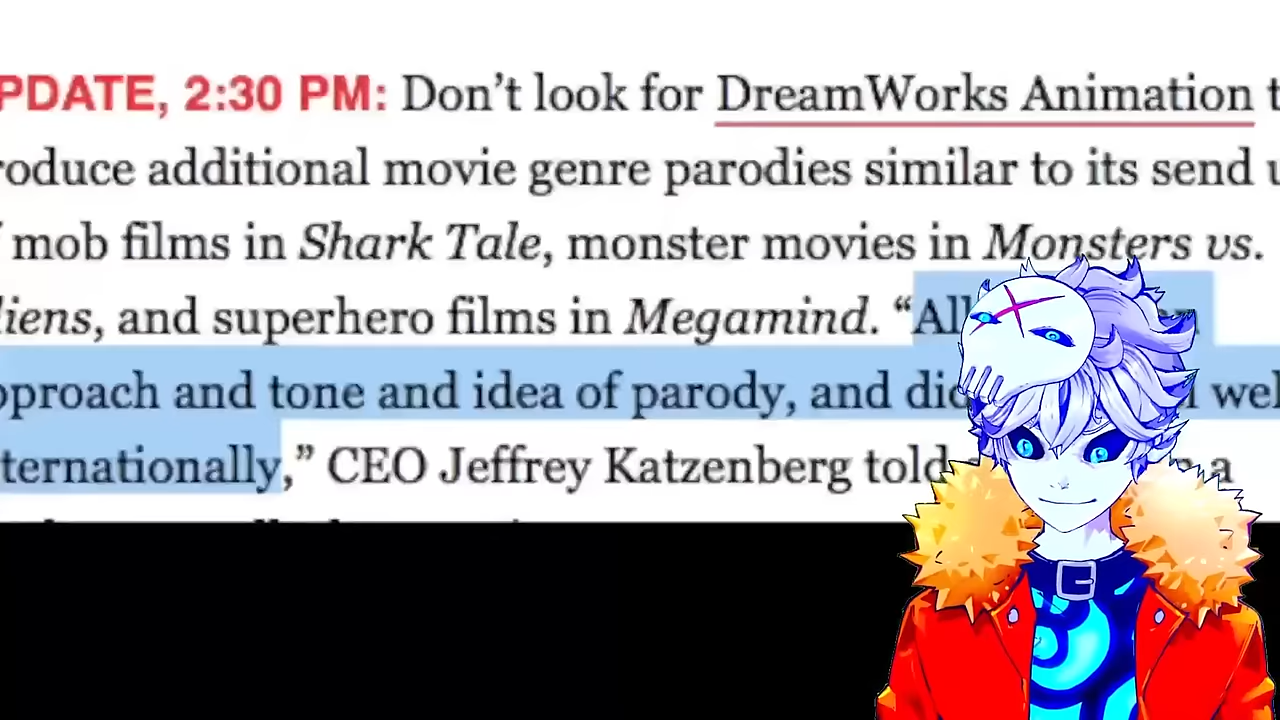 PDATE, 2:30 PM: Don’t look for DreamWorks Animation t
roduce additional movie genre parodies similar to its send u
f mob films in Shark Tale, monster movies in Monsters vs.
liens, and superhero films in Megamind. “All
pproach and tone and idea of parody, and did wel
ternationally,” CEO Jeffrey Katzenberg told a